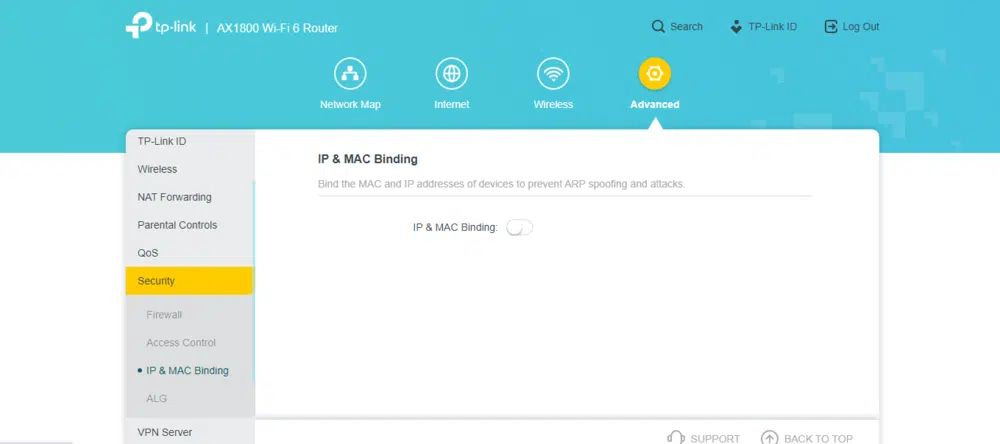 tp-link | AX1800 Wi-Fi 6 Router
Search
TP-Link ID
Log Out
Network Map
Internet
Wireless
Advanced
TP-Link ID
Wireless
NAT Forwarding
Parental Controls
QoS
Security
Firewall
Access Control
IP & MAC Binding
ALG
VPN Server
IP & MAC Binding
Bind the MAC and IP addresses of devices to prevent ARP spoofing and attacks.
IP & MAC Binding:
SUPPORT
BACK TO TOP